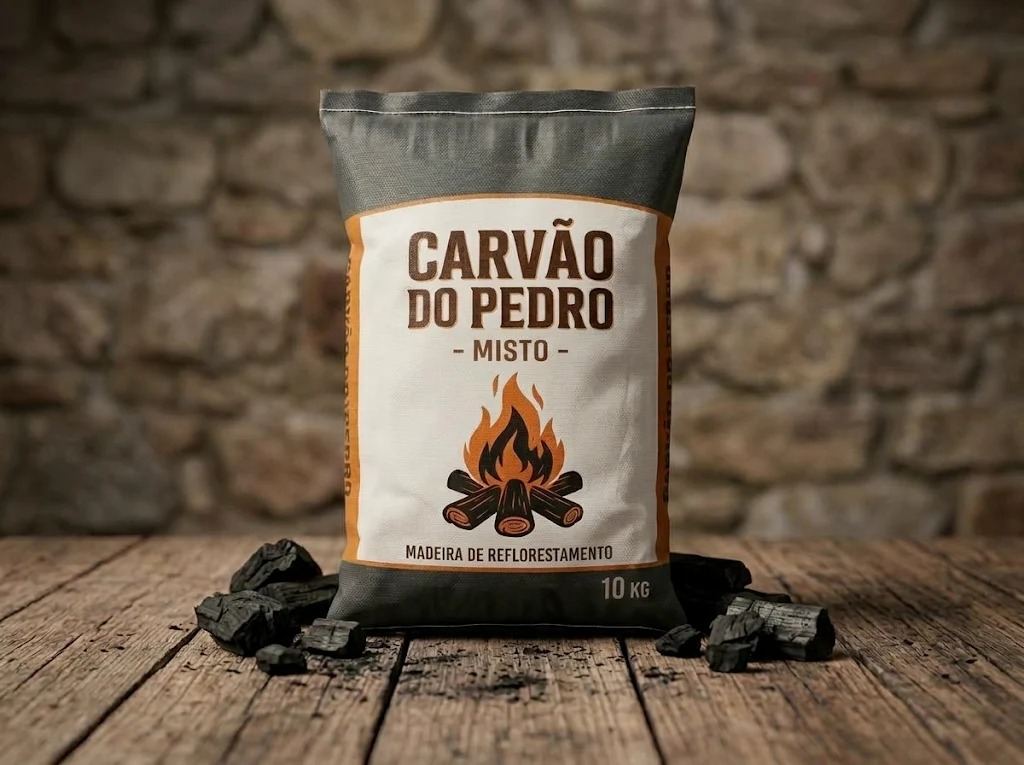 CARVÃO
DO PEDRO
- MISTO -
MADEIRA DE REFLORESTAMENTO
10 KG